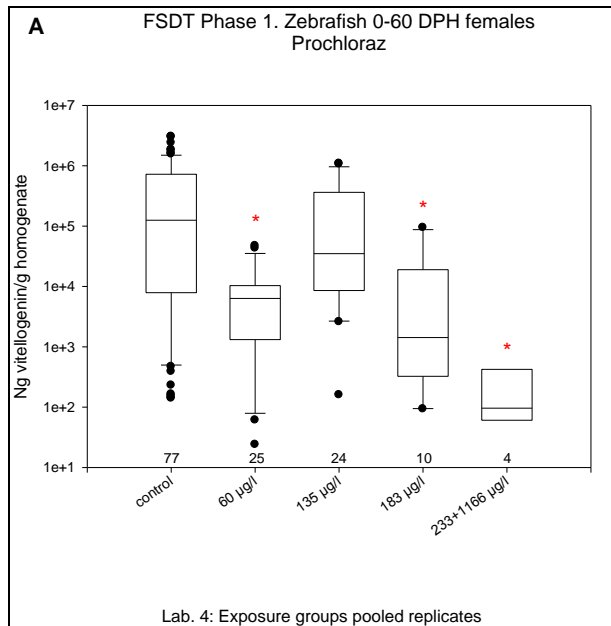 A
FSDT Phase 1. Zebrafish 0-60 DPH females
Prochloraz
Ng vitellogenin/g homogenate
1e+7
1e+6
1e+5
1e+4
1e+3
1e+2
1e+1
* * *
77 25 24 10 4
control 60 µg/l 135 µg/l 183 µg/l 233+1166 µg/l
Lab. 4: Exposure groups pooled replicates